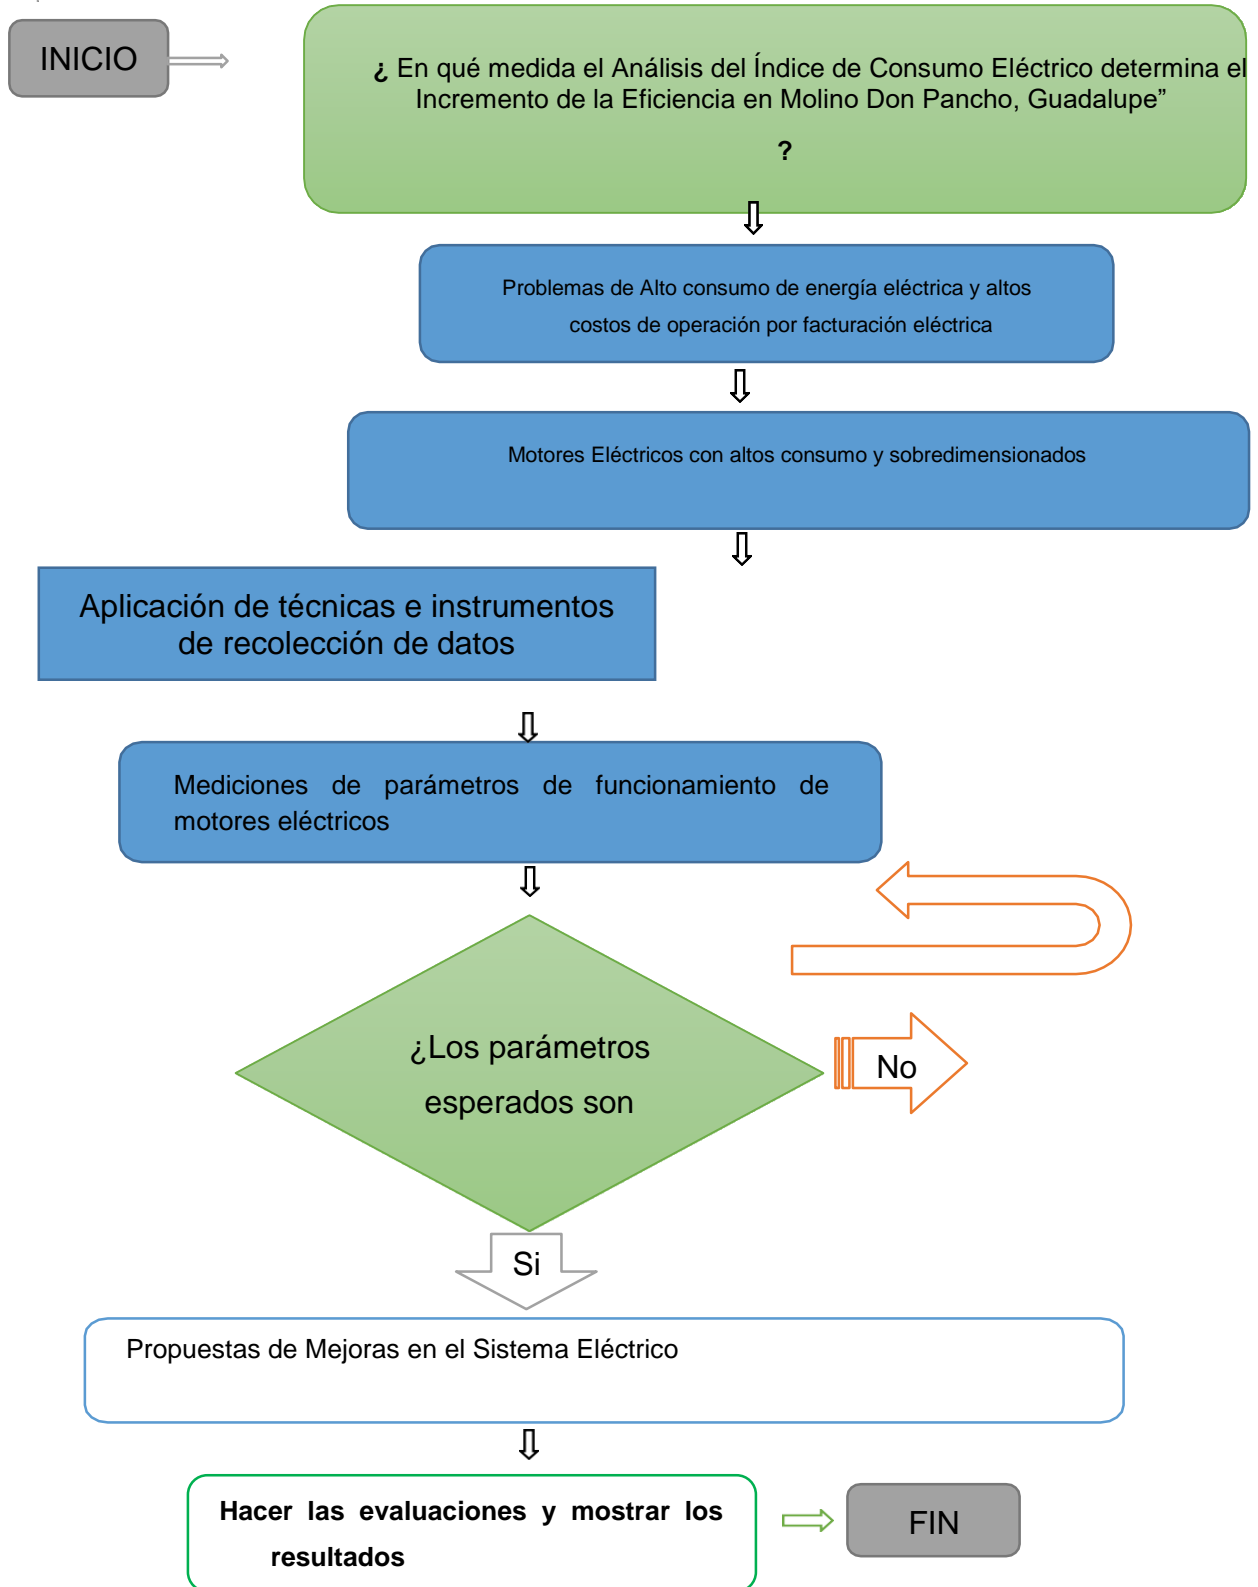 INICIO
¿ En qué medida el Análisis del Índice de Consumo Eléctrico determina el
Incremento de la Eficiencia en Molino Don Pancho, Guadalupe”
?
Problemas de Alto consumo de energía eléctrica y altos
costos de operación por facturación eléctrica
Motores Eléctricos con altos consumo y sobredimensionados
Aplicación de técnicas e instrumentos
de recolección de datos
Mediciones de parámetros de funcionamiento de
motores eléctricos
¿Los parámetros
esperados son
No
Si
Propuestas de Mejoras en el Sistema Eléctrico
Hacer las evaluaciones y mostrar los
resultados
FIN